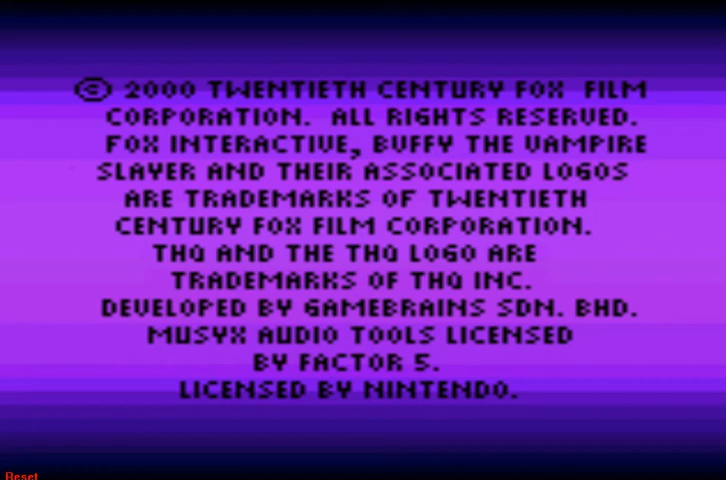 © 2000 TWENTIETH CENTURY FOX FILM
CORPORATION. ALL RIGHTS RESERVED.
FOX INTERACTIVE, BUFFY THE VAMPIRE
SLAYER AND THEIR ASSOCIATED LOGOS
ARE TRADEMARKS OF TWENTIETH
CENTURY FOX FILM CORPORATION.
THQ AND THE THQ LOGO ARE
TRADEMARKS OF THQ INC.
DEVELOPED BY GAMEBRAINS SDN. BHD.
MUSYX AUDIO TOOLS LICENSED
BY FACTOR 5.
LICENSED BY NINTENDO.
Reset